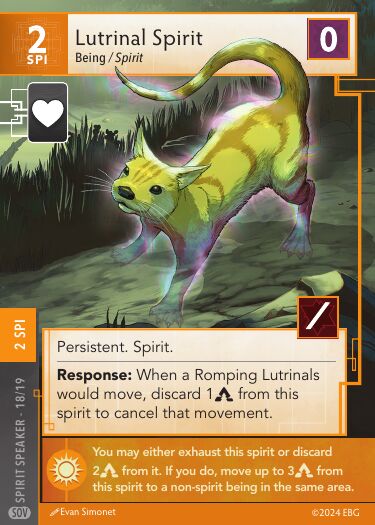 2
SPI
Lutrinal Spirit
Being / Spirit
0
2 SPI
Persistent. Spirit.
Response: When a Romping Lutrinals
would move, discard 1 from this
spirit to cancel that movement.
You may either exhaust this spirit or discard
2 from it. If you do, move up to 3 from
this spirit to a non-spirit being in the same area.
SOV SPIRIT SPEAKER - 18/19
Evan Simonet
©2024 EBG